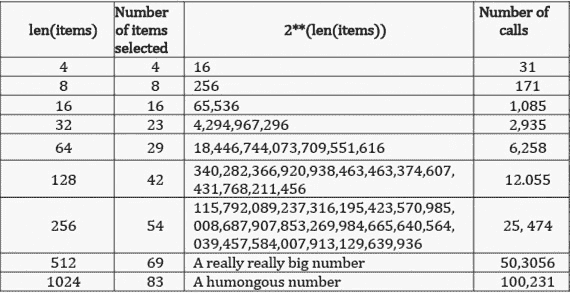 len(items) Number of items selected 2**(len(items)) Number of calls
4 4 16 31
8 8 256 171
16 16 65,536 1,085
32 23 4,294,967,296 2,935
64 29 18,446,744,073,709,551,616 6,258
128 42 340,282,366,920,938,463,463,374,607,
431,768,211,456 12.055
256 54 115,792,089,237,316,195,423,570,985,
008,687,907,853,269,984,665,640,564,
039,457,584,007,913,129,639,936 25, 474
512 69 A really really big number 50,3056
1024 83 A humongous number 100,231